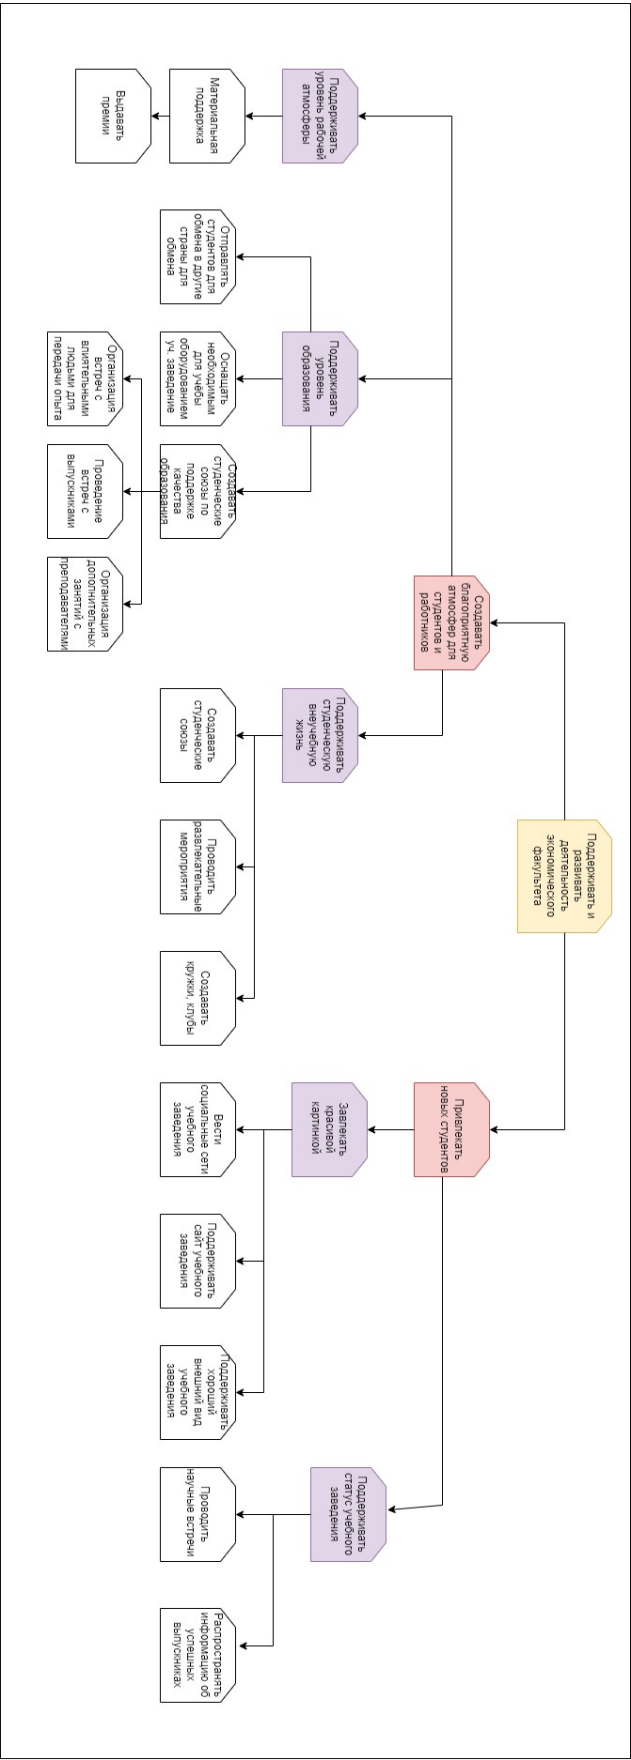 Поддерживать и
развивать
деятельность
экономического
факультета
Создавать
благоприятную
атмосфер для
студентов и
работников
Привлекать
новых студентов
Поддерживать
уровень рабочей
атмосферы
Поддерживать
уровень
образования
Поддерживать
студенческую
внеучебную
жизнь
Завлекать
красивой
картинкой
Поддерживать
статус учебного
заведения
Материальная
поддержка
Выдавать
премии
Отправлять
студентов для
обмена в другие
страны для
обмена
Оснащать
необходимым
для учёбы
оборудованием
уч. заведение
Создавать
студенческие
союзы по
поддержке
качества
образования
Организация
встреч с
влиятельными
людьми для
передачи опыта
Проведение
встреч с
выпускниками
Организация
дополнительных
занятий с
преподавателями
Создавать
студенческие
союзы
Проводить
развлекательные
мероприятия
Создавать
кружки, клубы
Вести
социальные сети
учебного
заведения
Поддерживать
сайт учебного
заведения
Поддерживать
хороший
внешний вид
учебного
заведения
Проводить
научные встречи
Распространять
информацию об
успешных
выпускниках